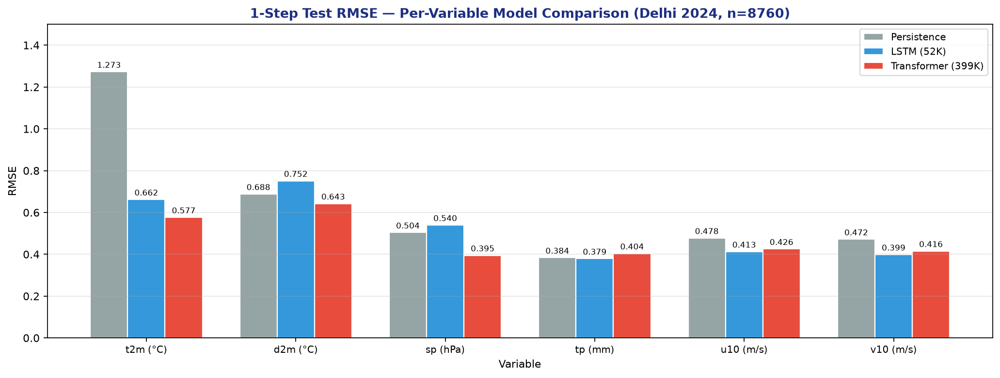 1-Step Test RMSE — Per-Variable Model Comparison (Delhi 2024, n=8760)
Persistence
LSTM (52K)
Transformer (399K)
RMSE
1.4
1.2
1.0
0.8
0.6
0.4
0.2
0.0
1.273
0.662
0.577
0.688
0.752
0.643
0.504
0.540
0.395
0.384
0.379
0.404
0.478
0.413
0.426
0.472
0.399
0.416
t2m (°C)
d2m (°C)
sp (hPa)
tp (mm)
u10 (m/s)
v10 (m/s)
Variable